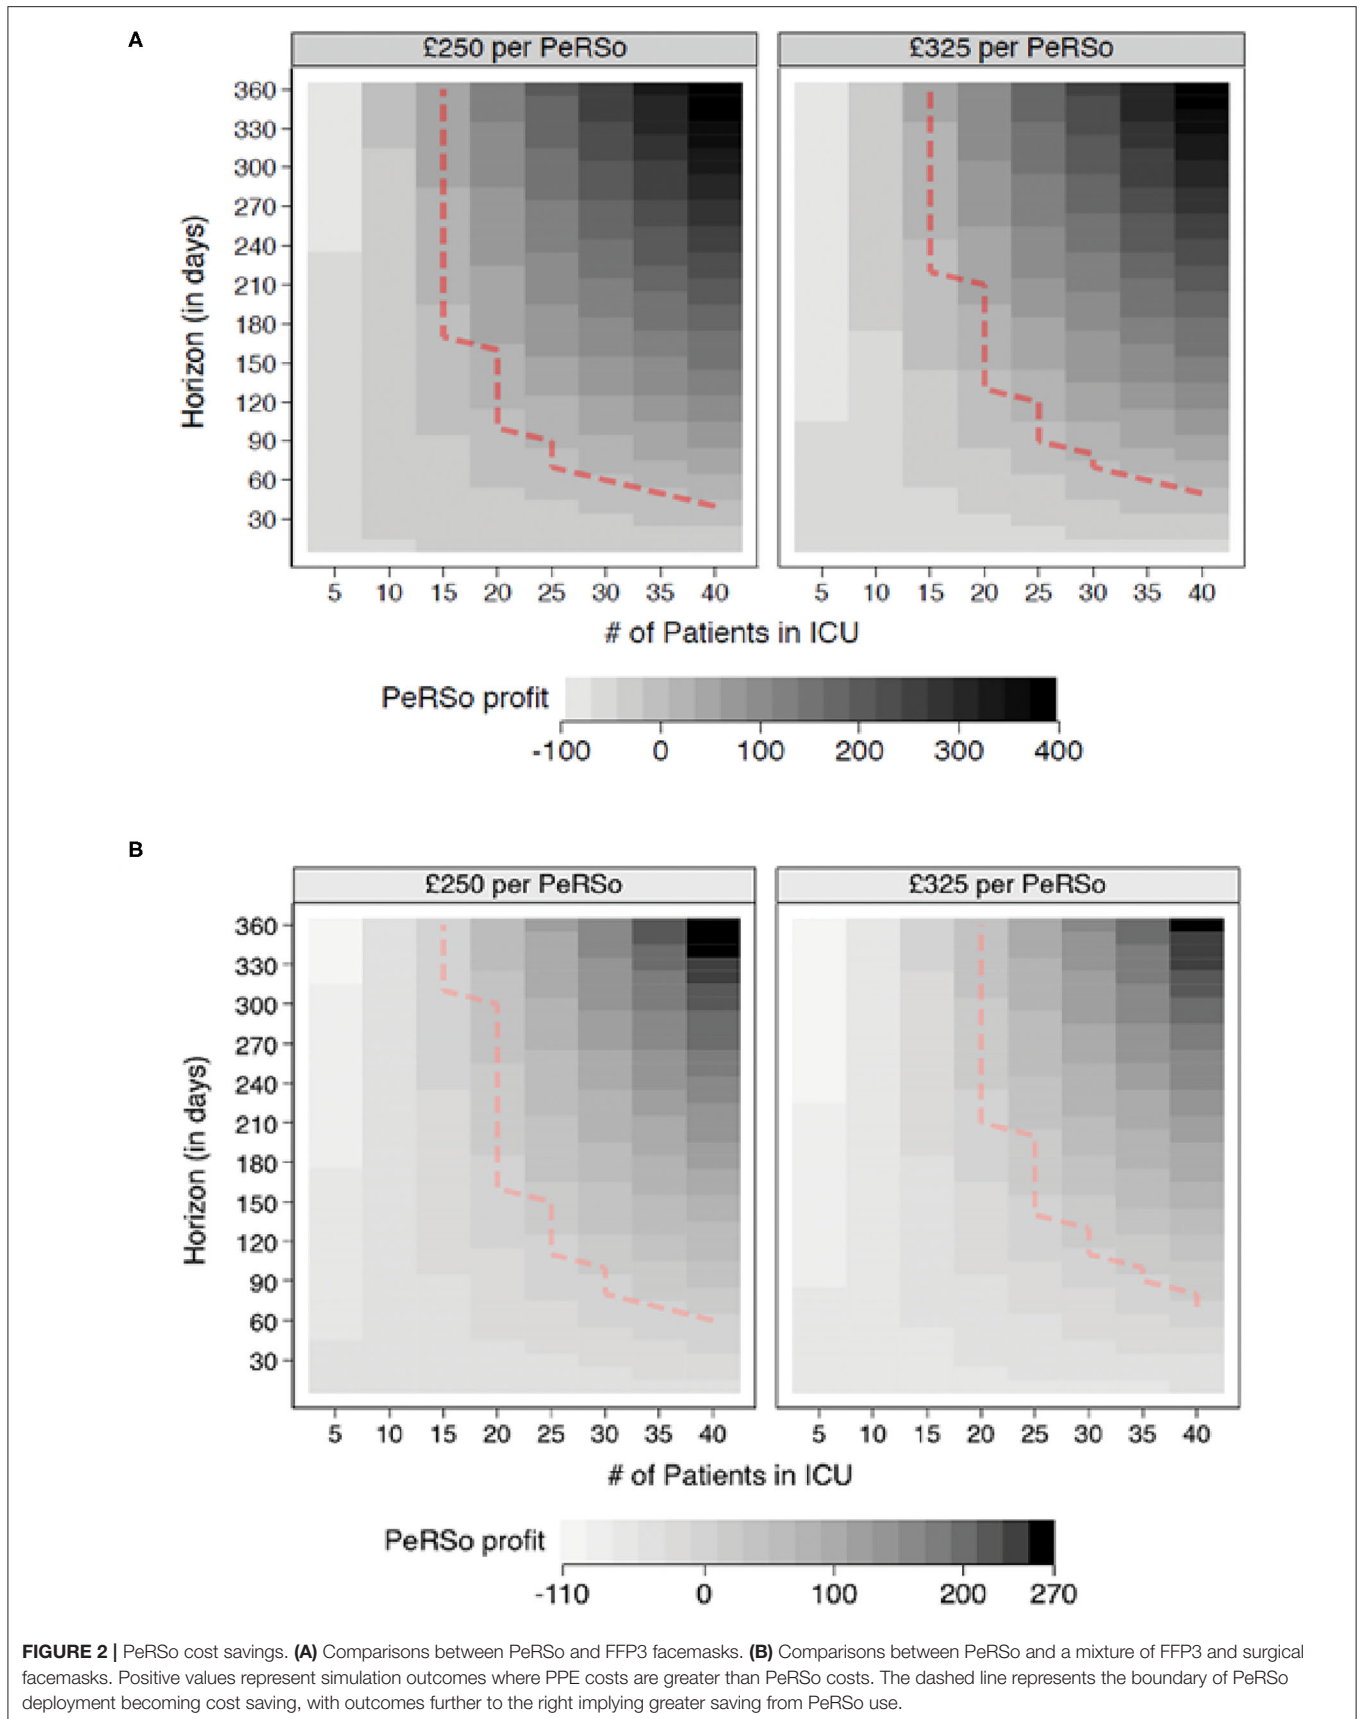 A
£250 per PeRSo £325 per PeRSo
360
330
300
270
240
210
180
150
120
90
60
30
Horizon (in days)
5 10 15 20 25 30 35 40 5 10 15 20 25 30 35 40
# of Patients in ICU
PeRSo profit
-100 0 100 200 300 400
B
£250 per PeRSo £325 per PeRSo
360
330
300
270
240
210
180
150
120
90
60
30
Horizon (in days)
5 10 15 20 25 30 35 40 5 10 15 20 25 30 35 40
# of Patients in ICU
PeRSo profit
-110 0 100 200 270
FIGURE 2 | PeRSo cost savings. (A) Comparisons between PeRSo and FFP3 facemasks. (B) Comparisons between PeRSo and a mixture of FFP3 and surgical
facemasks. Positive values represent simulation outcomes where PPE costs are greater than PeRSo costs. The dashed line represents the boundary of PeRSo
deployment becoming cost saving, with outcomes further to the right implying greater saving from PeRSo use.